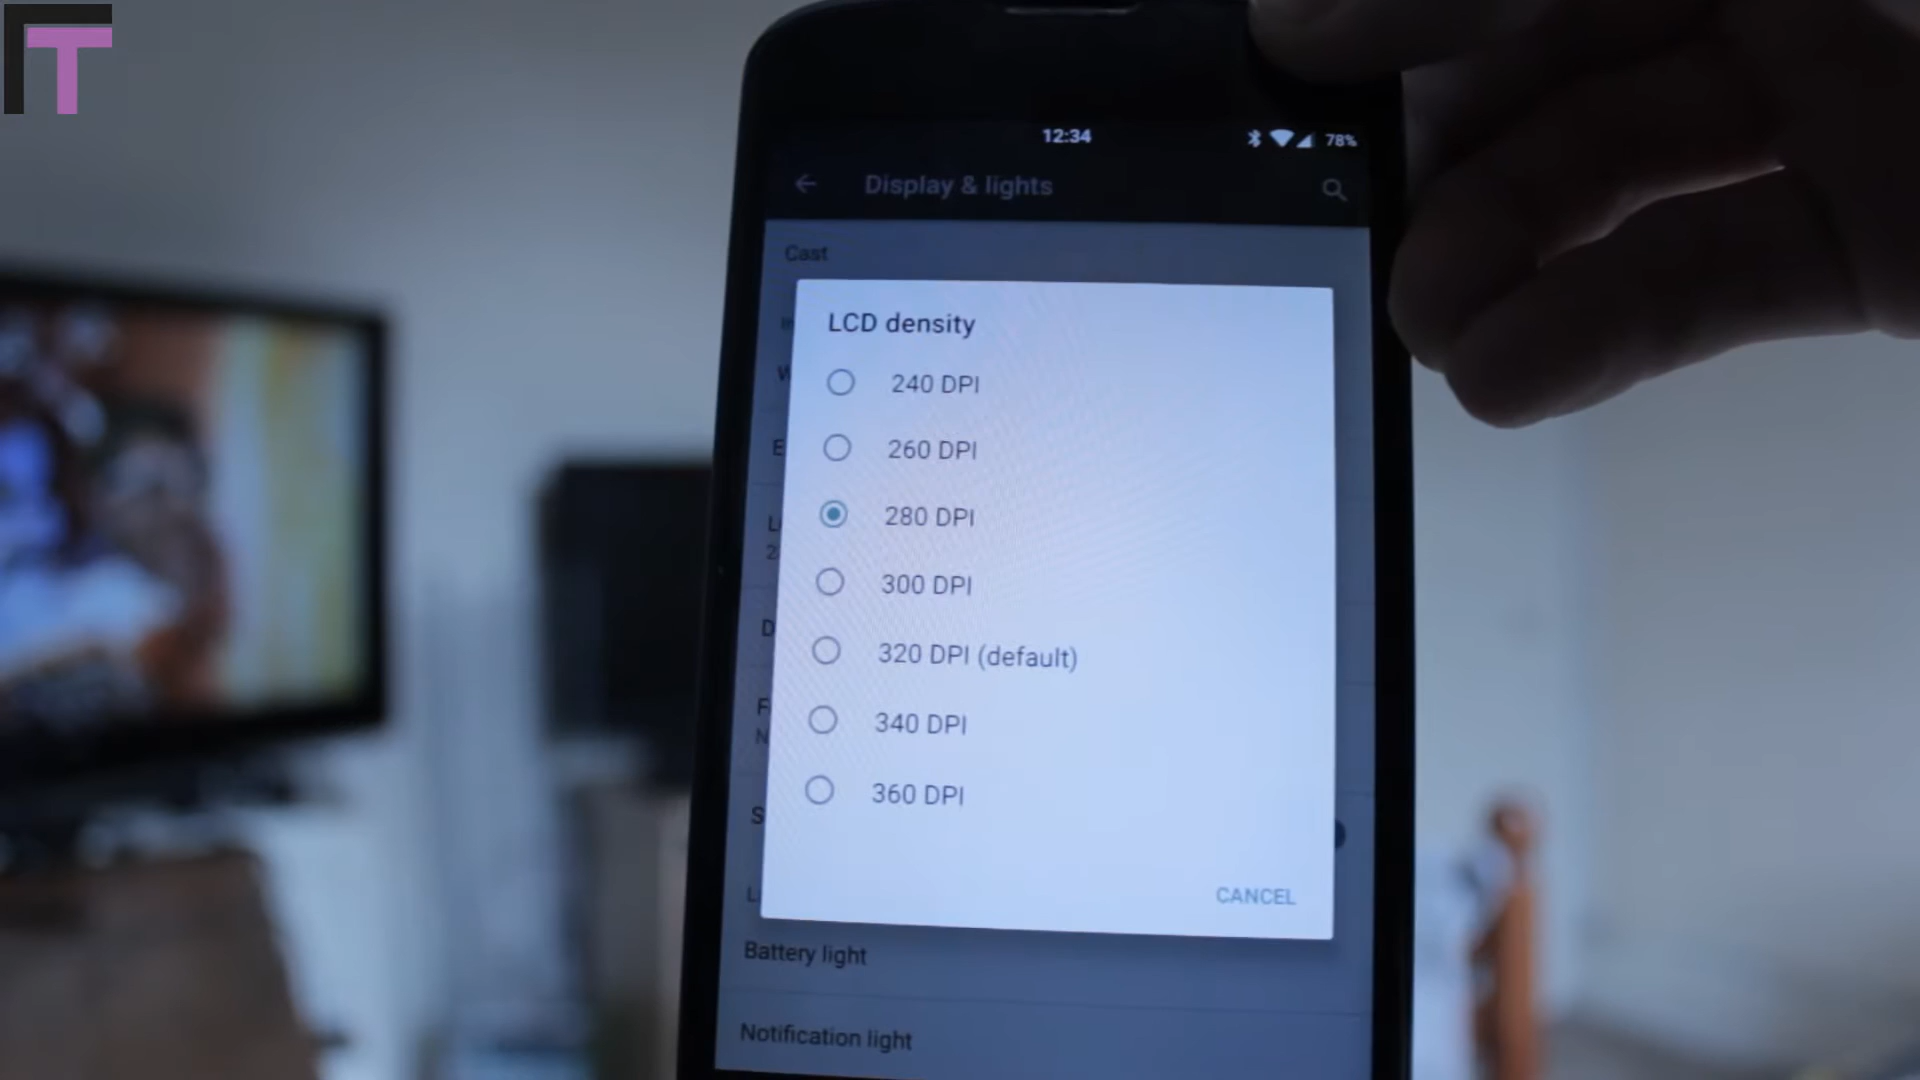 T
12:34
78%
Display & lights
Cast
LCD density
240 DPI
260 DPI
280 DPI
300 DPI
320 DPI (default)
340 DPI
360 DPI
CANCEL
Battery light
Notification light